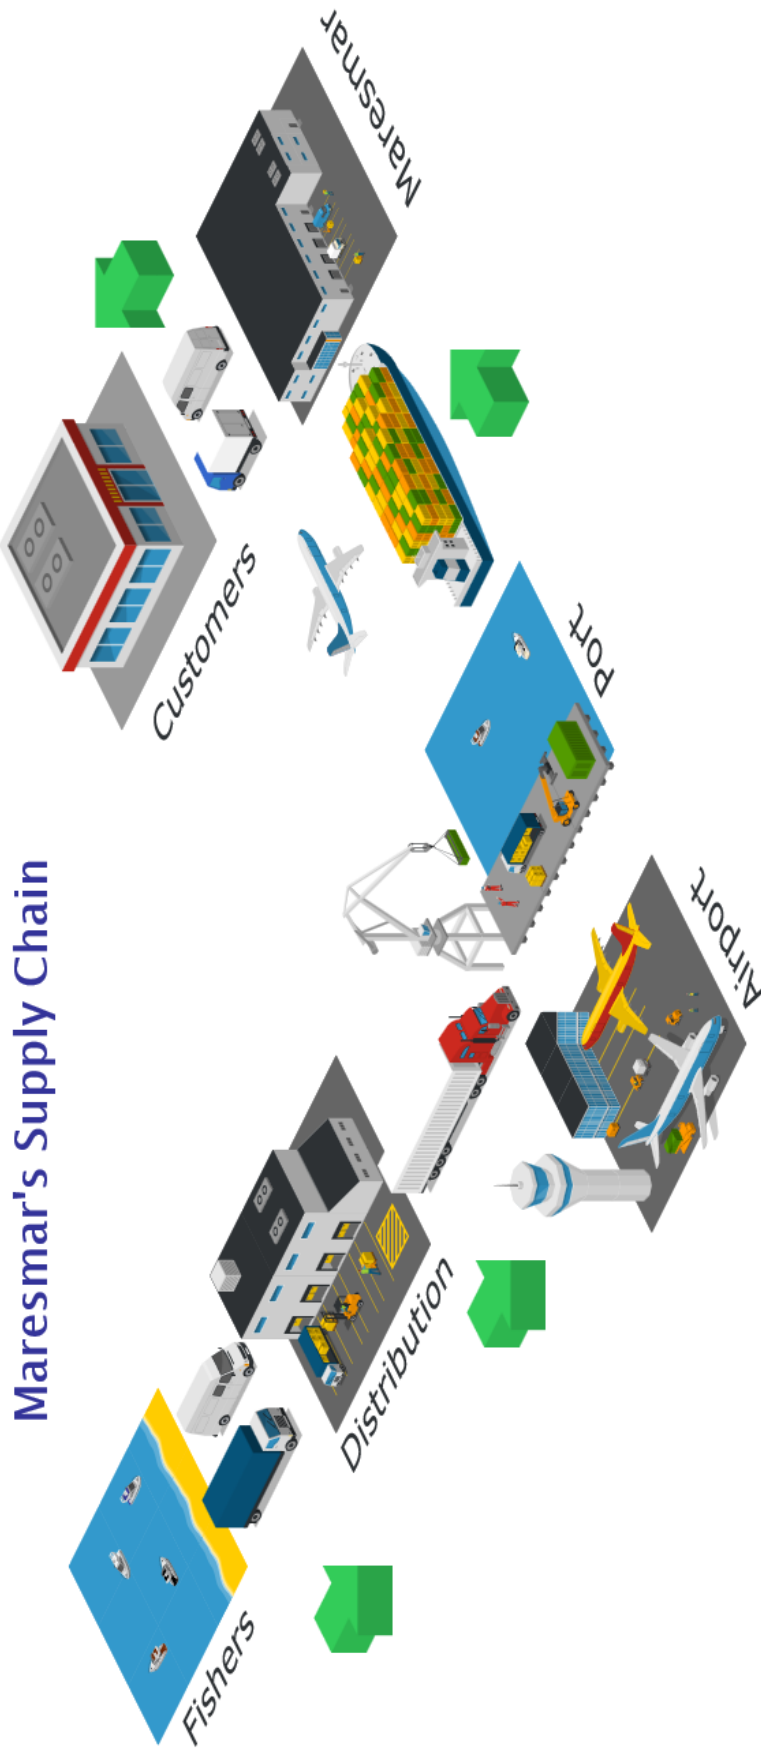 Maresmar's Supply Chain
Fishers
Distribution
Airport
Port
Maresmar
Customers